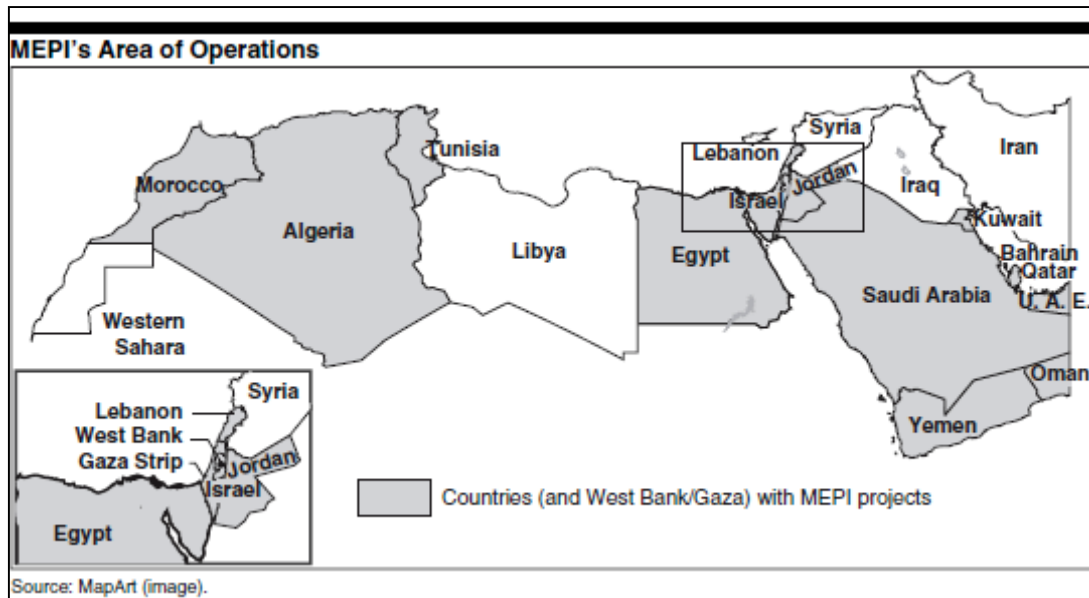 MEPI's Area of Operations
Syria
Tunisia
Lebanon
Iran
Morocco
Jordan
Iraq
Israel
Kuwait
Algeria
Libya
Egypt
Bahrain
Qatar
Saudi Arabia
U. A. E.
Western
Sahara
Oman
Yemen
Syria
Lebanon
West Bank
Gaza Strip
Jordan
Israel
Egypt
Countries (and West Bank/Gaza) with MEPI projects
Source: MapArt (image).